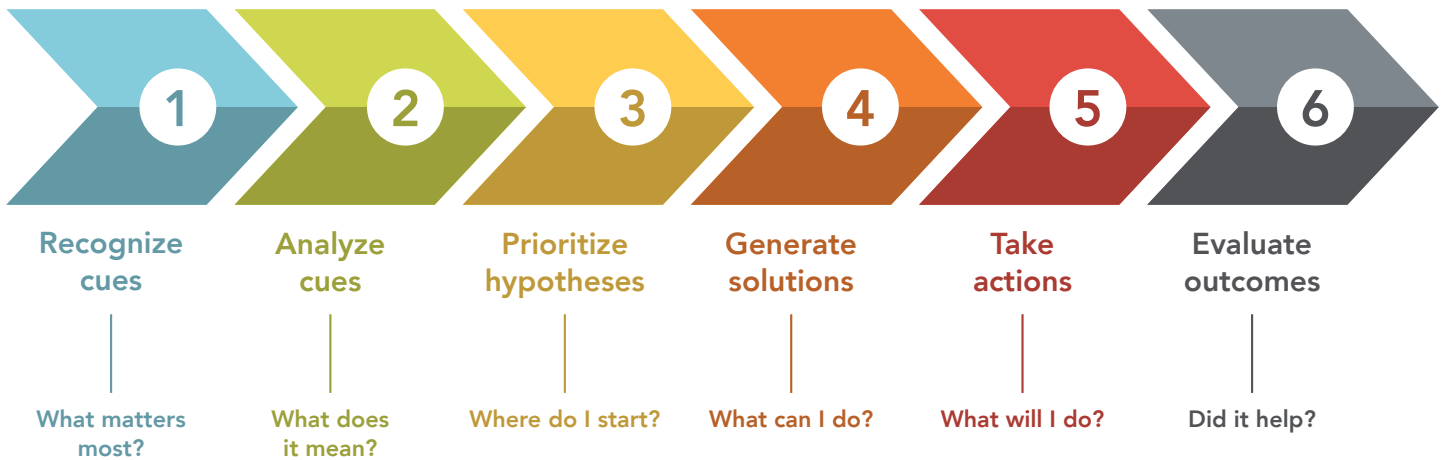 1
2
3
4
5
6
Recognize
cues
Analyze
cues
Prioritize
hypotheses
Generate
solutions
Take
actions
Evaluate
outcomes
What matters
most?
What does
it mean?
Where do I start?
What can I do?
What will I do?
Did it help?